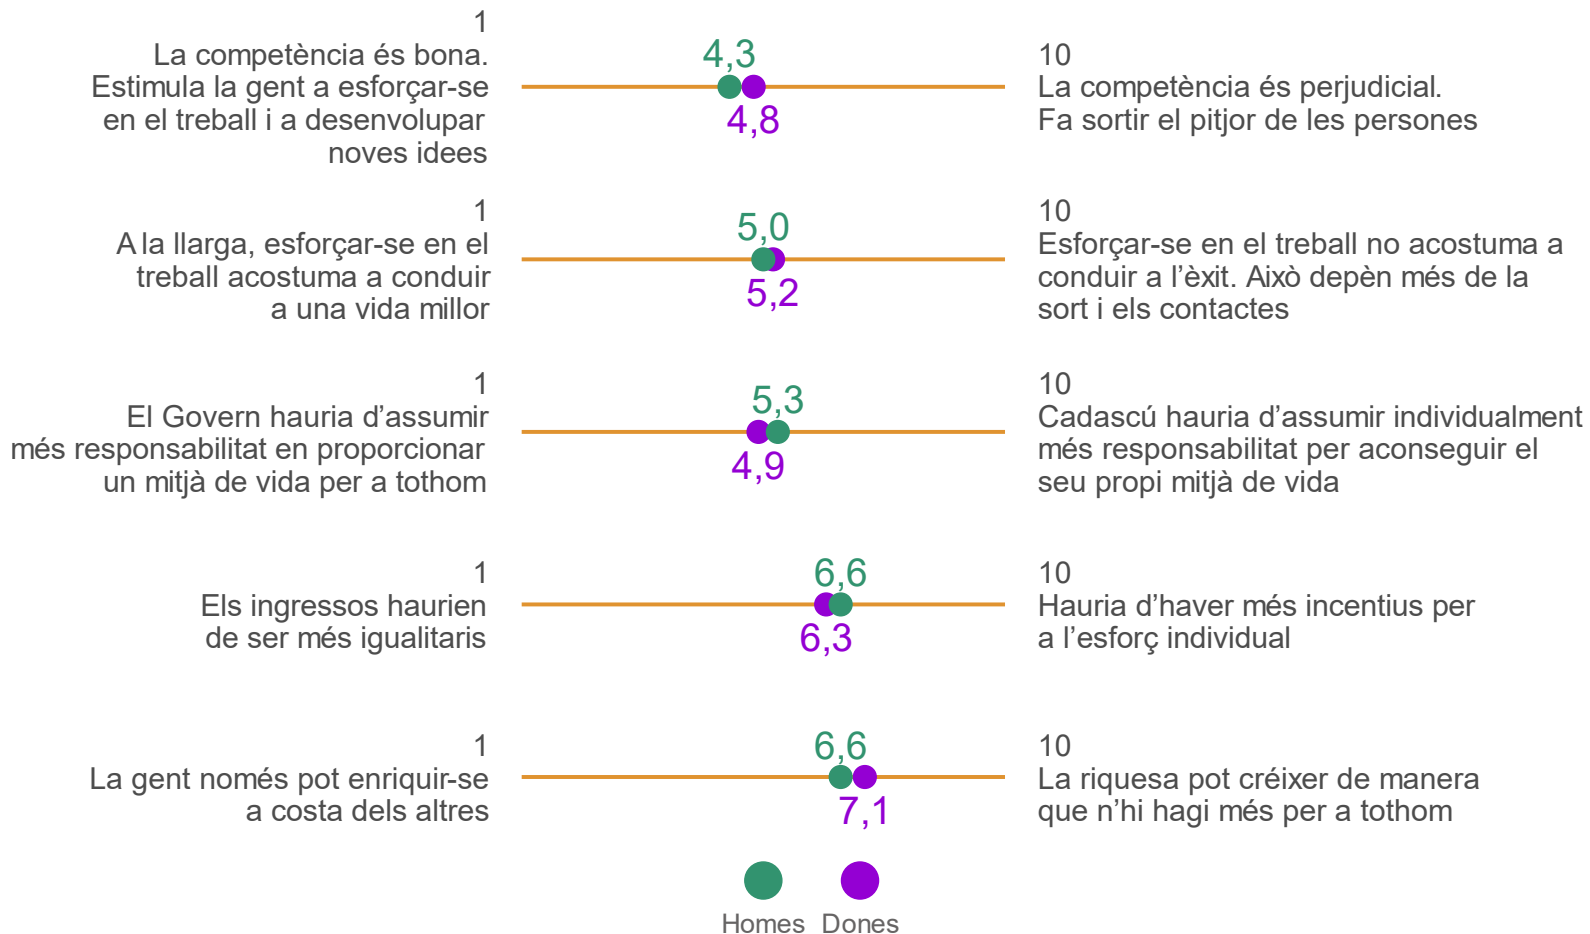 1
La competència és bona.
Estimula la gent a esforçar-se
en el treball i a desenvolupar
noves idees
4,3
4,8
10
La competència és perjudicial.
Fa sortir el pitjor de les persones
1
A la llarga, esforçar-se en el
treball acostuma a conduir
a una vida millor
5,0
5,2
10
Esforçar-se en el treball no acostuma a
conduir a l’èxit. Això depèn més de la
sort i els contactes
1
El Govern hauria d’assumir
més responsabilitat en proporcionar
un mitjà de vida per a tothom
5,3
4,9
10
Cadascú hauria d’assumir individualment
més responsabilitat per aconseguir el
seu propi mitjà de vida
1
Els ingressos haurien
de ser més igualitaris
6,6
6,3
10
Hauria d’haver més incentius per
a l’esforç individual
1
La gent només pot enriquir-se
a costa dels altres
6,6
7,1
10
La riquesa pot créixer de manera
que n’hi hagi més per a tothom
Homes Dones